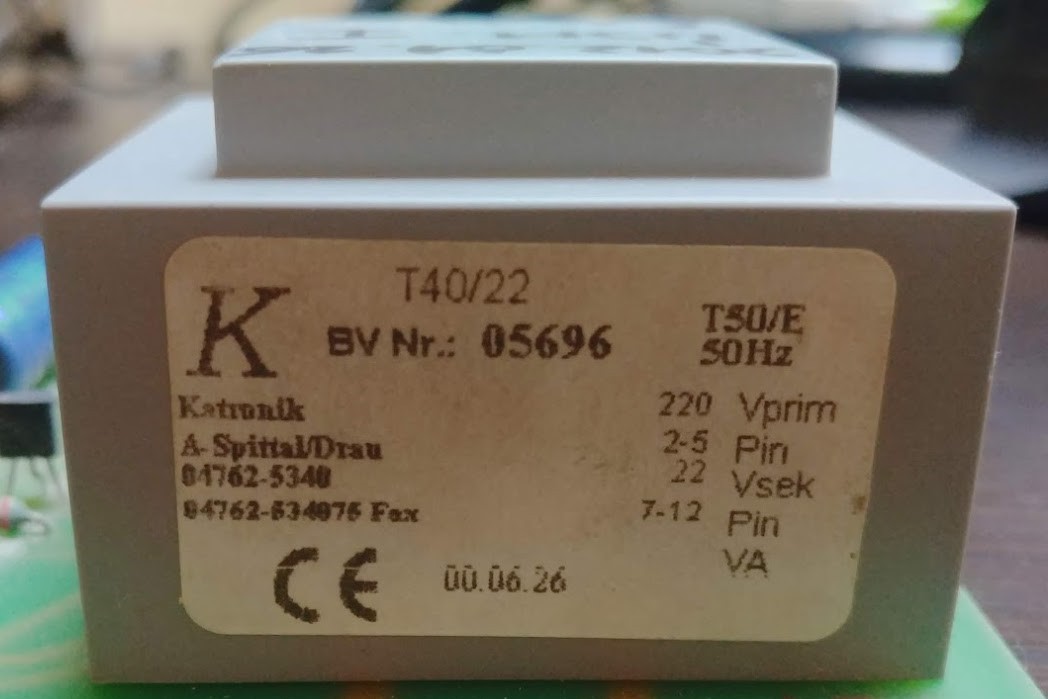 K
T40/22
BV Nr.: 05696
T50/E
50Hz
Katronik
A- Spittal/Drau
04762-5340
04762-534075 Fax
220 Vprim
2-5 Pin
22 Vsek
7-12 Pin
VA
CE
00.06.26